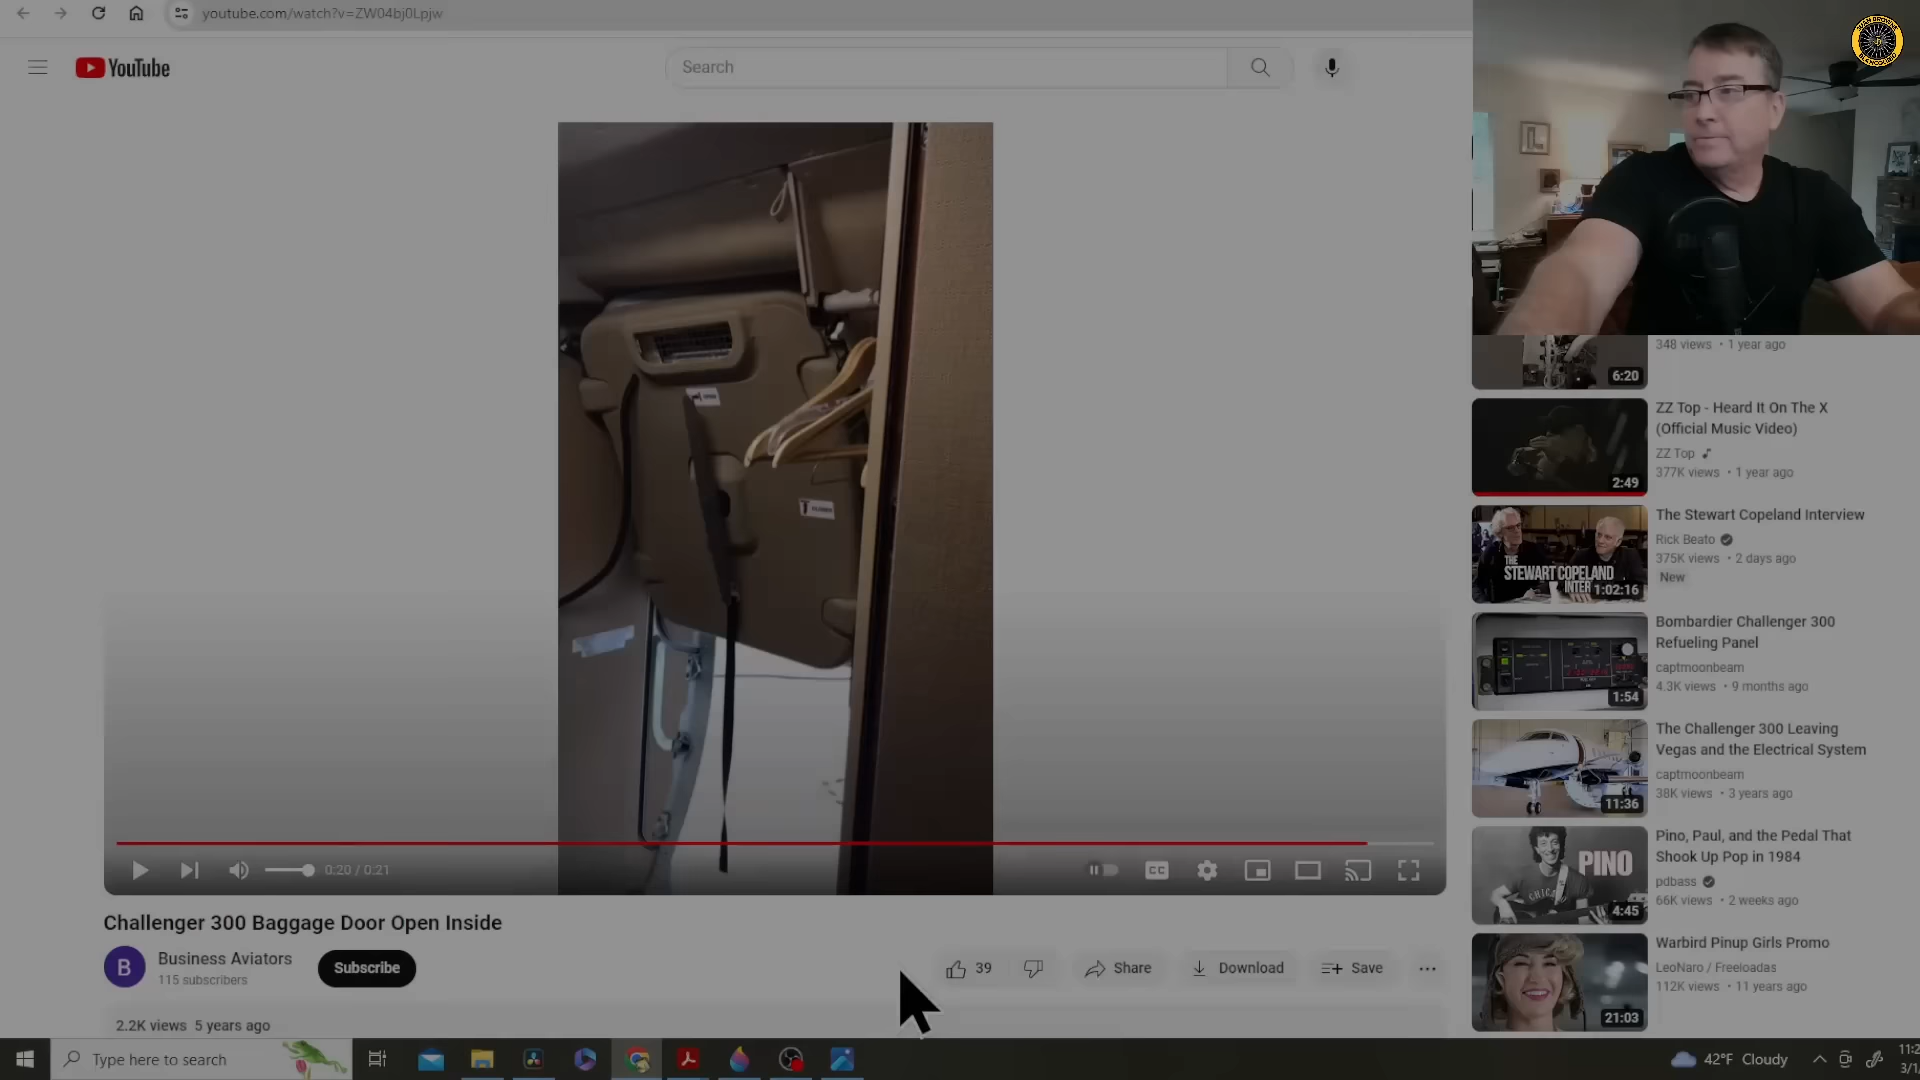 youtube.com/watch?v=ZW04bj0Lpjw
YouTube
Search
348 views • 1 year ago
6:20
ZZ Top - Heard It On The X
(Official Music Video)
ZZ Top
377K views • 1 year ago
2:49
The Stewart Copeland Interview
Rick Beato
375K views • 2 days ago
New
THE
STEWART COPELAND
INTER
1:02:16
Bombardier Challenger 300
Refueling Panel
captmoonbeam
4.3K views • 9 months ago
1:54
The Challenger 300 Leaving
Vegas and the Electrical System
captmoonbeam
38K views • 3 years ago
11:36
Pino, Paul, and the Pedal That
Shook Up Pop in 1984
pdbass
66K views • 2 weeks ago
PINO
4:45
Warbird Pinup Girls Promo
LeoNaro / Freeloadas
112K views • 11 years ago
21:03
0:20 / 0:21
CC
Challenger 300 Baggage Door Open Inside
B
Business Aviators
115 subscribers
Subscribe
39
Share
Download
Save
2.2K views 5 years ago
Type here to search
42°F Cloudy
11:2
3/1